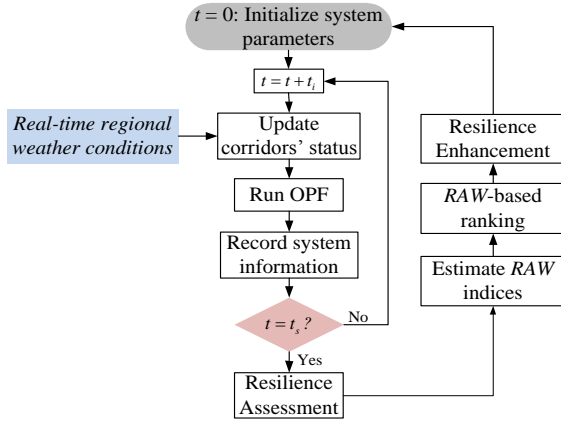 t = 0: Initialize system
parameters
t = t + t_i
Real-time regional
weather conditions
Update
corridors' status
Run OPF
Record system
information
t = t_s ?
No
Yes
Resilience
Assessment
Estimate RAW
indices
RAW-based
ranking
Resilience
Enhancement